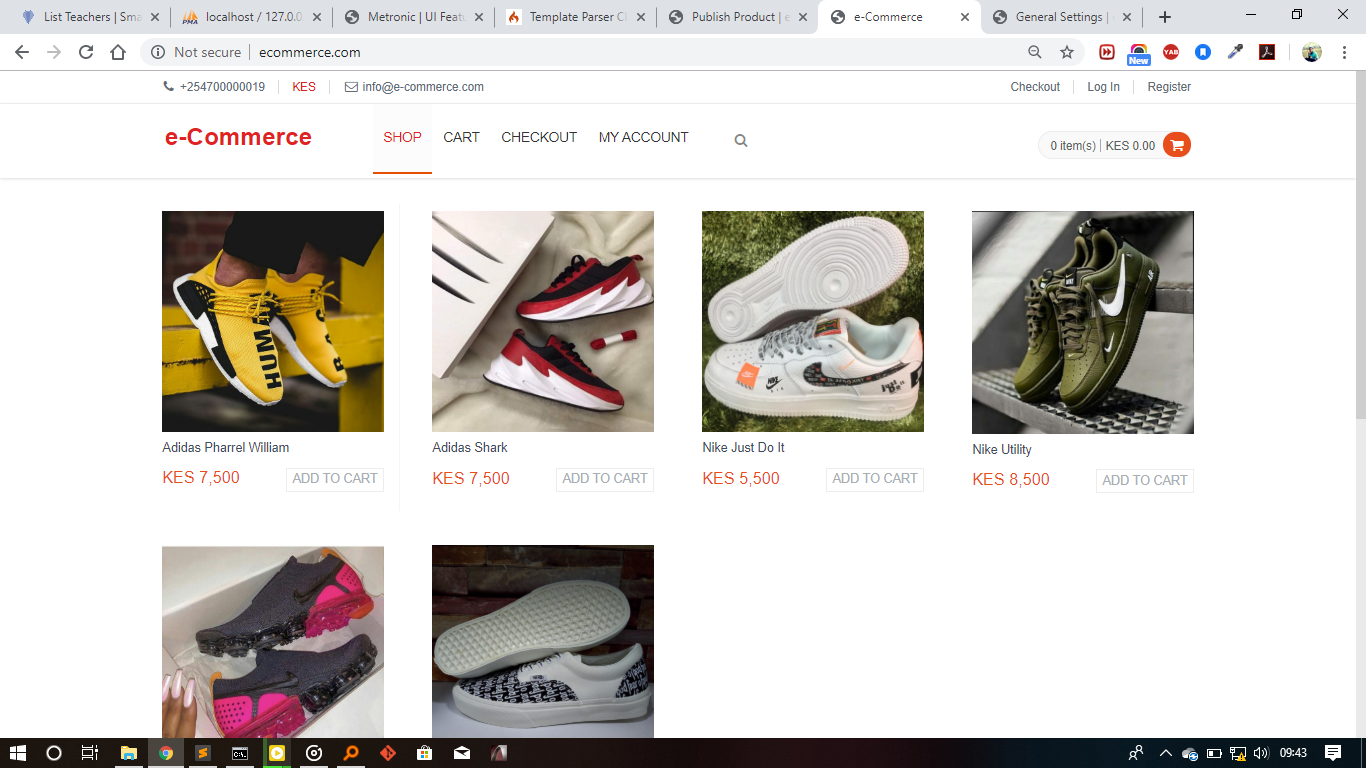 List Teachers | Sma
localhost / 127.0.0.
Metronic | UI Featu
Template Parser Cl
Publish Product | e
e-Commerce
General Settings |
Not secure
ecommerce.com
New
YAB
+254700000019
KES
info@e-commerce.com
Checkout
Log In
Register
e-Commerce
SHOP
CART
CHECKOUT
MY ACCOUNT
0 item(s)
KES 0.00
HUMAN
Adidas Pharrel William
KES 7,500
ADD TO CART
Adidas Shark
KES 7,500
ADD TO CART
Nike Just Do It
KES 5,500
ADD TO CART
Nike Utility
KES 8,500
ADD TO CART
09:43